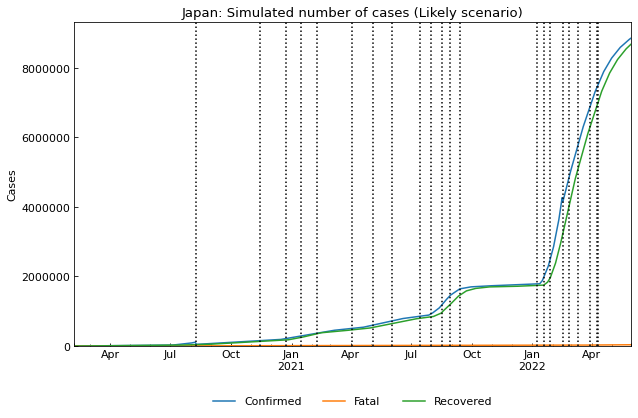 Japan: Simulated number of cases (Likely scenario)
Cases
8000000
6000000
4000000
2000000
0
Apr Jul Oct Jan Apr Jul Oct Jan Apr
2021 2022
Confirmed Fatal Recovered